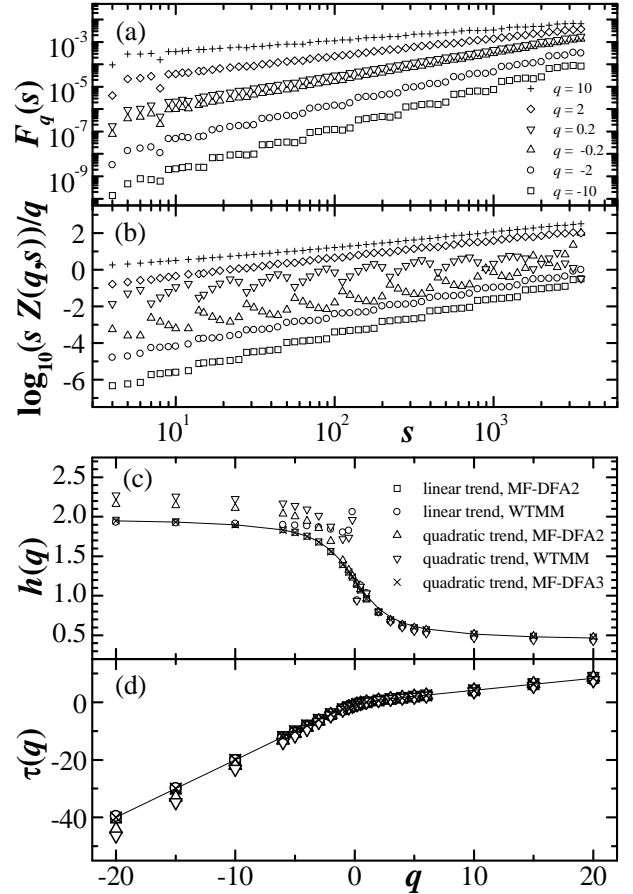 (a)
10⁻³
10⁻⁵
10⁻⁷
10⁻⁹
F_q(s)
q = 10
q = 2
q = 0.2
q = -0.2
q = -2
q = -10
(b)
2
0
-2
-4
-6
log₁₀(s Z(q,s))/q
10¹ 10² 10³
s
(c)
2.5
2.0
1.5
1.0
0.5
h(q)
linear trend, MF-DFA2
linear trend, WTMM
quadratic trend, MF-DFA2
quadratic trend, WTMM
quadratic trend, MF-DFA3
(d)
0
-20
-40
τ(q)
-20 -10 0 10 20
q